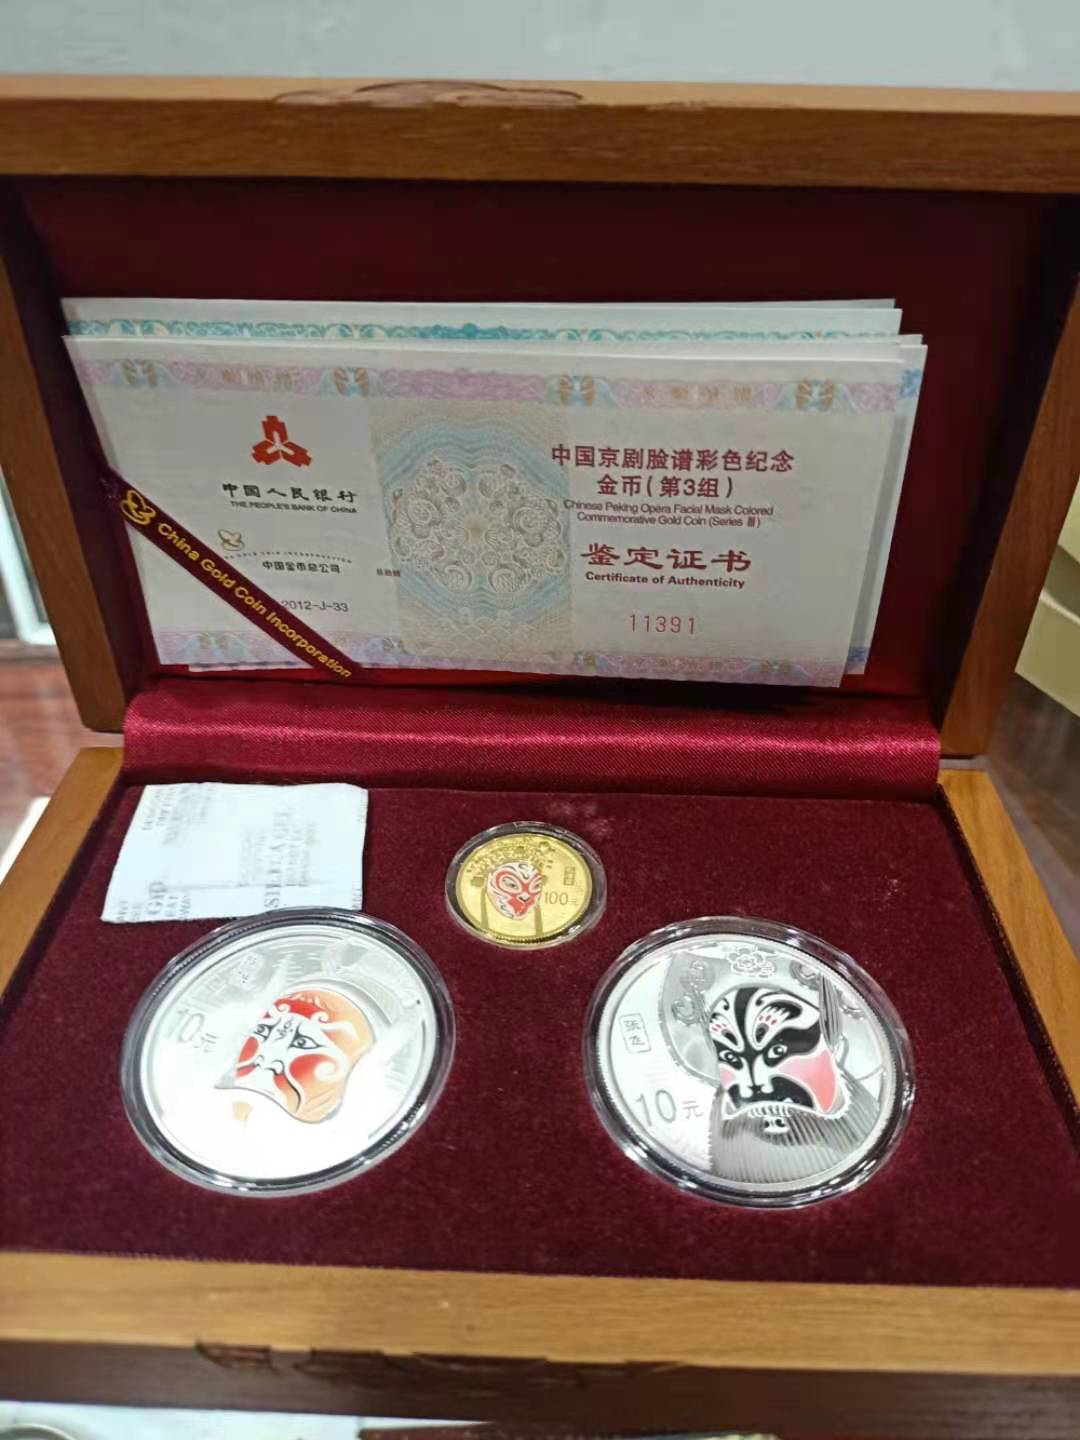 中国人民银行
THE PEOPLE'S BANK OF CHINA
中国金币总公司
2012-J-33
China Gold Coin Incorporation
中国京剧脸谱彩色纪念
金币(第3组)
Chinese Peking Opera Facial Mask Colored
Commemorative Gold Coin (Series Ⅲ)
鉴定证书
Certificate of Authenticity
11391
100元
10元
张飞
10元